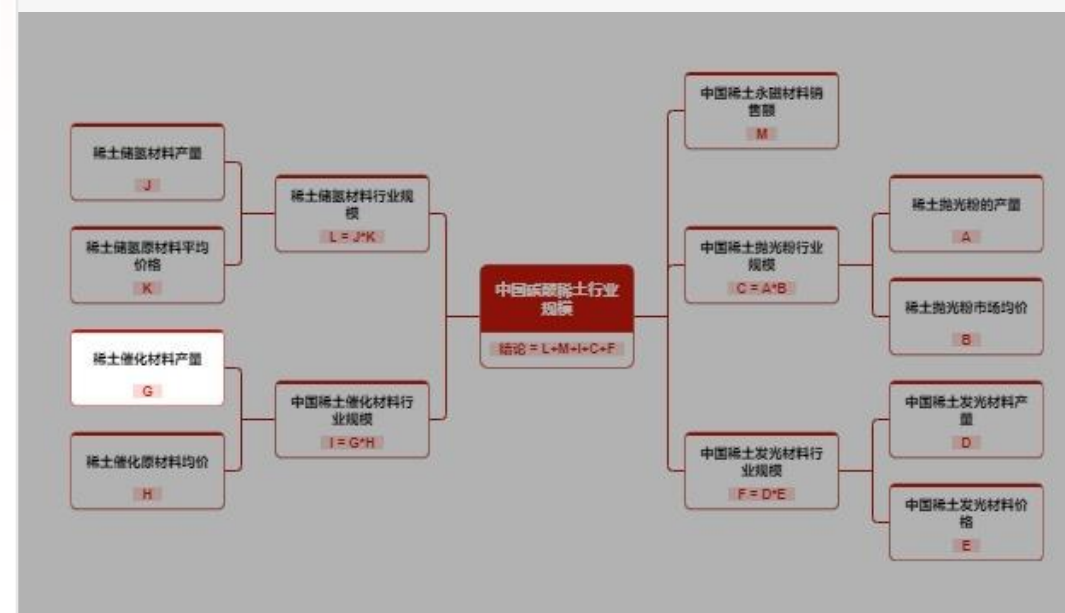 稀土储氢材料产量
J
稀土储氢原材料平均
价格
K
稀土储氢材料行业规
模
L = J*K
稀土催化材料产量
G
稀土催化原材料均价
H
中国稀土催化材料行
业规模
I = G*H
中国碳酸稀土行业
规模
结论 = L+M+I+C+F
中国稀土永磁材料销
售额
M
中国稀土抛光粉行业
规模
C = A*B
稀土抛光粉的产量
A
稀土抛光粉市场均价
B
中国稀土发光材料行
业规模
F = D*E
中国稀土发光材料产
量
D
中国稀土发光材料价
格
E